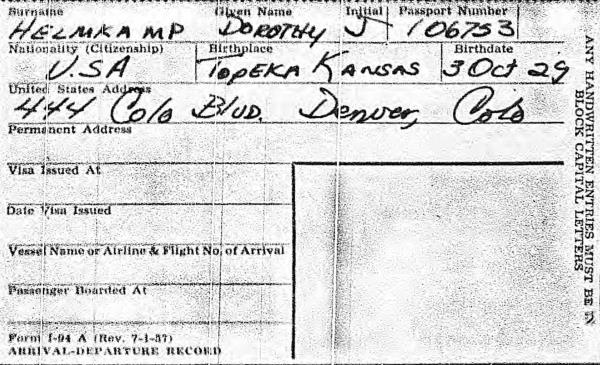 Surname Given Name Initial Passport Number
HELMKAMP DOROTHY J 106753
Nationality (Citizenship) Birthplace Birthdate
U.S.A TOPEKA KANSAS 3 Oct 29
United States Address
444 Colo BLVD. Denver, Colo
Permanent Address
Visa Issued At
Date Visa Issued
Vessel Name or Airline & Flight No. of Arrival
Passenger Boarded At
Form I-94 A (Rev. 7-1-57)
ARRIVAL-DEPARTURE RECORD
ANY HANDWRITTEN ENTRIES MUST BE IN
BLOCK CAPITAL LETTERS